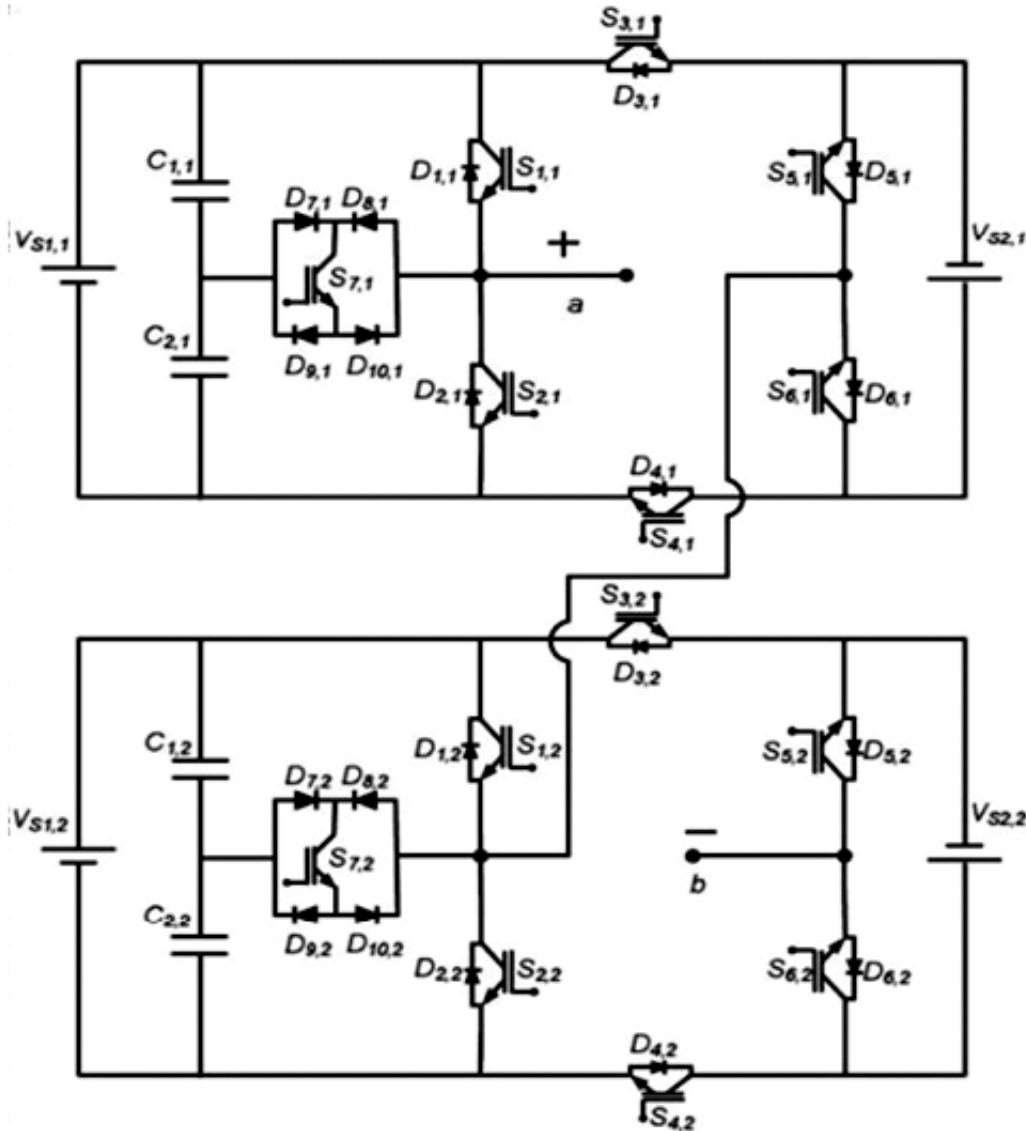 S3,1
D3,1
C1,1
D1,1
S1,1
S5,1
D5,1
D7,1 D8,1
VS1,1
VS2,1
+
S7,1
a
C2,1
D9,1 D10,1
D2,1
S2,1
S6,1
D6,1
D4,1
S4,1
S3,2
D3,2
C1,2
D1,2
S1,2
S5,2
D5,2
D7,2 D8,2
VS1,2
VS2,2
−
S7,2
b
C2,2
D9,2 D10,2
D2,2
S2,2
S6,2
D6,2
D4,2
S4,2